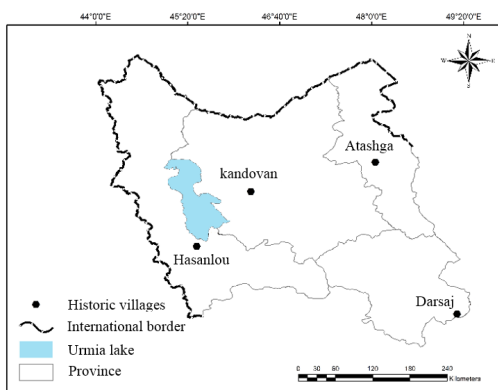 44°0'0"E 45°20'0"E 46°40'0"E 48°0'0"E 49°20'0"E
N
W E
S
Atashga
kandovan
Hasanlou
Darsaj
Historic villages
International border
Urmia lake
Province
0 30 60 120 180 240
Kilometers